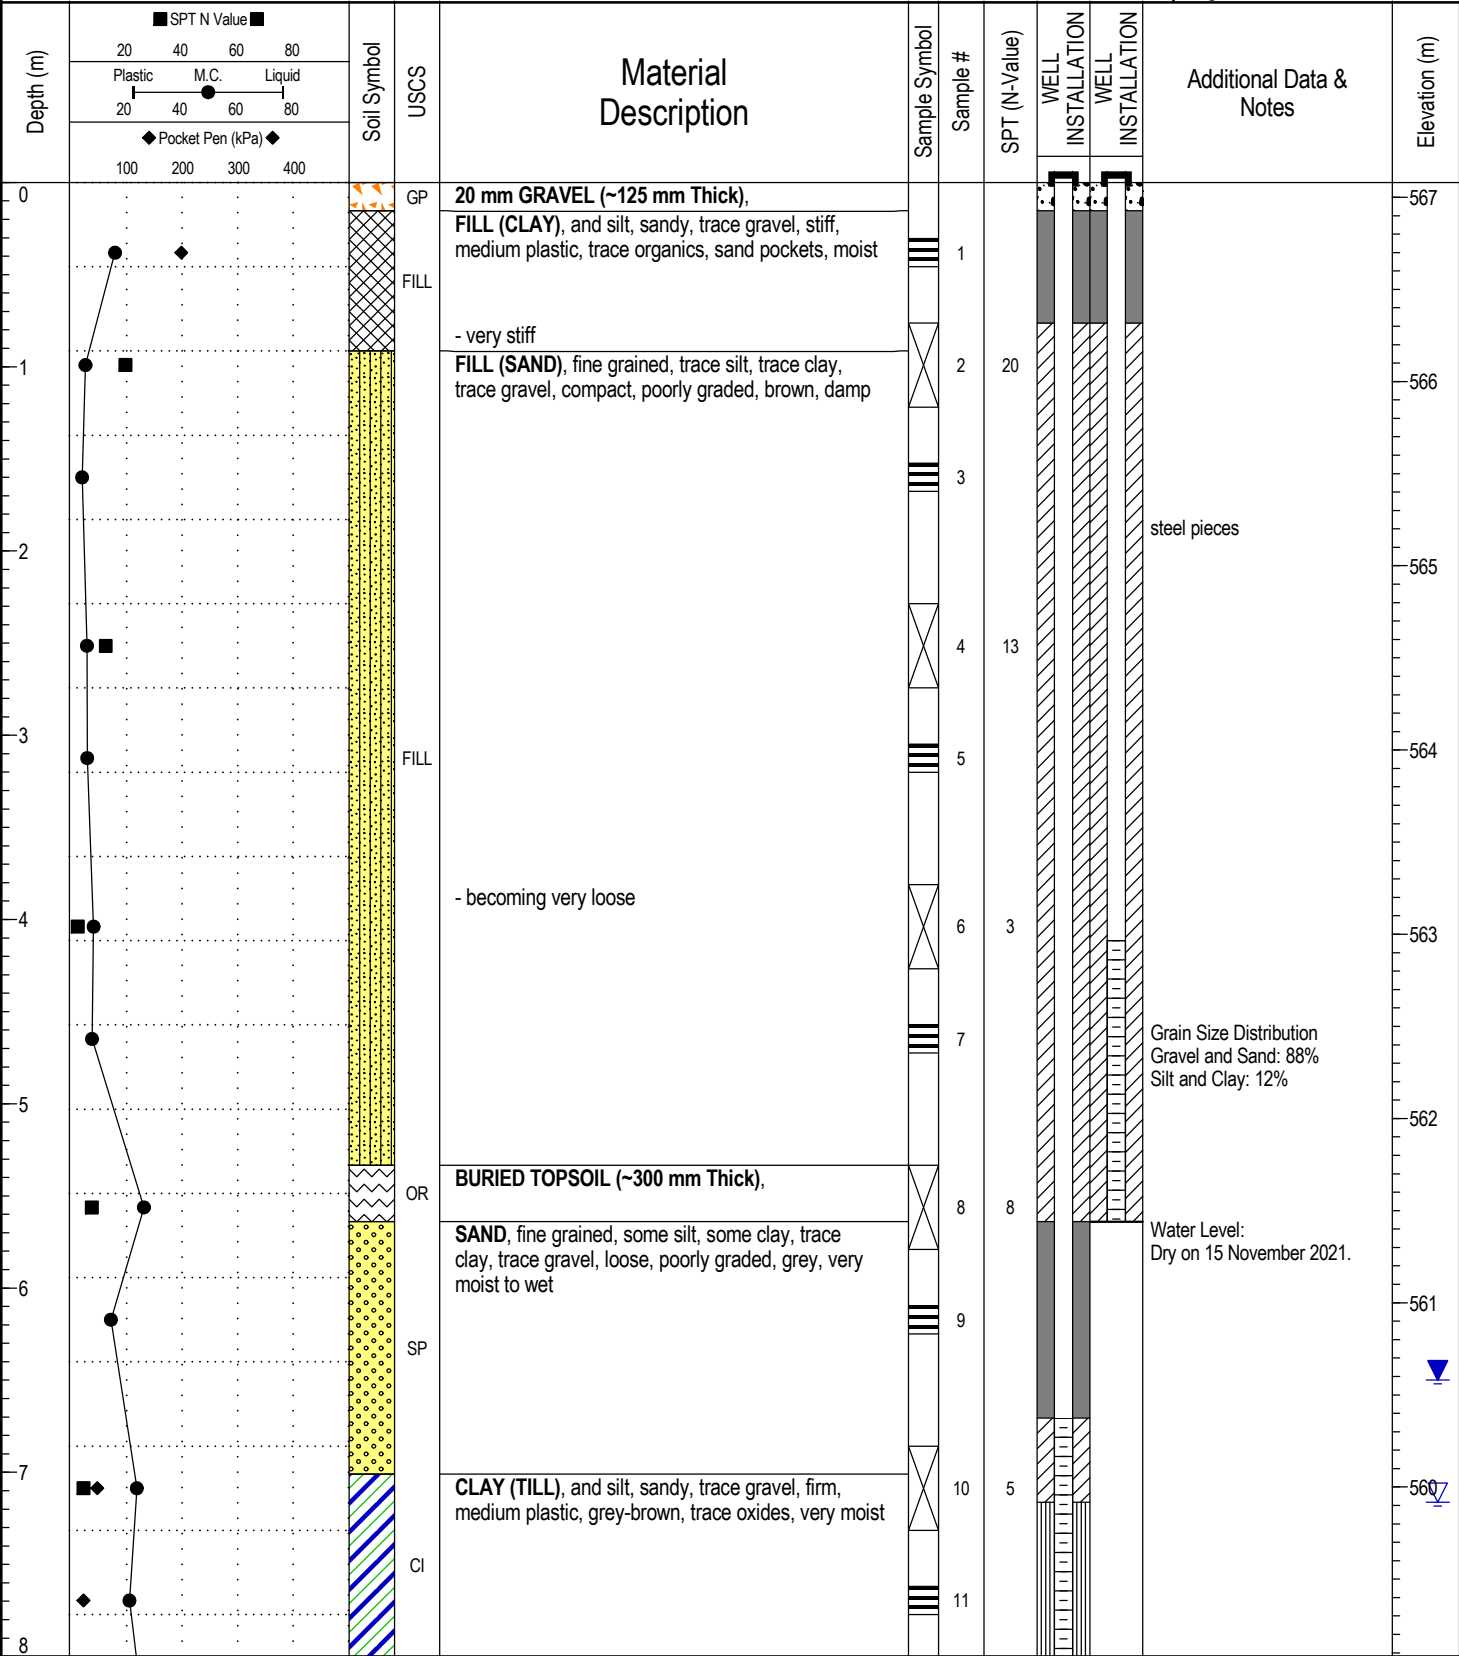 ■ SPT N Value ■
20 40 60 80
Plastic M.C. Liquid
20 40 60 80
◆ Pocket Pen (kPa) ◆
100 200 300 400
Depth (m)
Soil Symbol
USCS
Material
Description
Sample Symbol
Sample #
SPT (N-Value)
WELL
INSTALLATION
WELL
INSTALLATION
Additional Data &
Notes
Elevation (m)
0
GP
20 mm GRAVEL (~125 mm Thick),
567
FILL (CLAY), and silt, sandy, trace gravel, stiff,
medium plastic, trace organics, sand pockets, moist
1
FILL
- very stiff
1
FILL (SAND), fine grained, trace silt, trace clay,
trace gravel, compact, poorly graded, brown, damp
2
20
566
3
steel pieces
2
565
4
13
3
FILL
5
564
- becoming very loose
4
6
3
563
7
Grain Size Distribution
Gravel and Sand: 88%
Silt and Clay: 12%
5
562
OR
BURIED TOPSOIL (~300 mm Thick),
8
8
SAND, fine grained, some silt, some clay, trace
clay, trace gravel, loose, poorly graded, grey, very
moist to wet
Water Level:
Dry on 15 November 2021.
6
561
9
SP
7
CLAY (TILL), and silt, sandy, trace gravel, firm,
medium plastic, grey-brown, trace oxides, very moist
10
5
560
CI
11
8